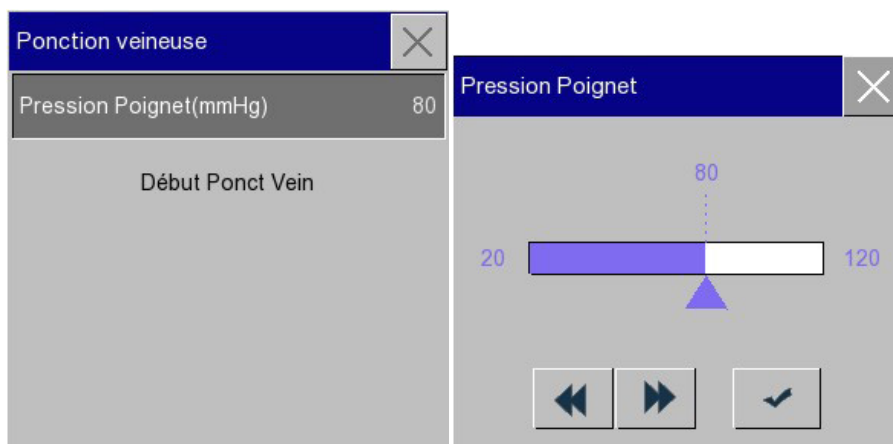 Ponction veineuse
Pression Poignet(mmHg) 80
Début Ponct Vein
Pression Poignet
80
20 120